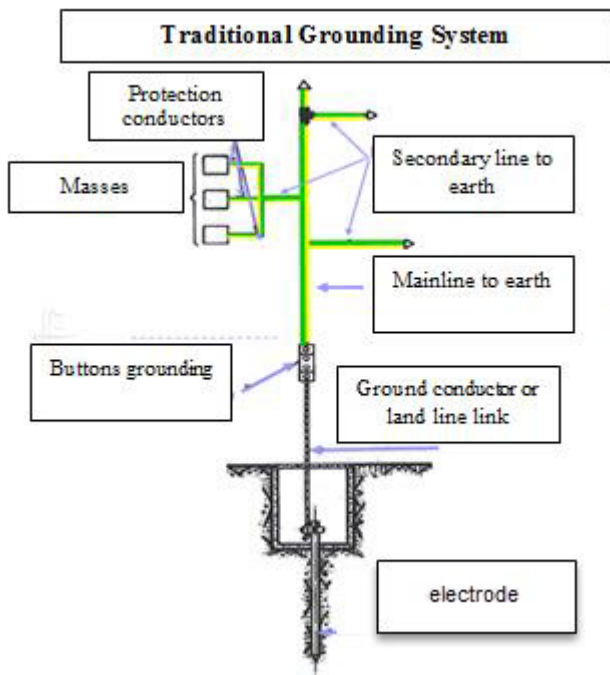 Traditional Grounding System
Protection
conductors
Masses
Secondary line to
earth
Mainline to earth
Buttons grounding
Ground conductor or
land line link
electrode